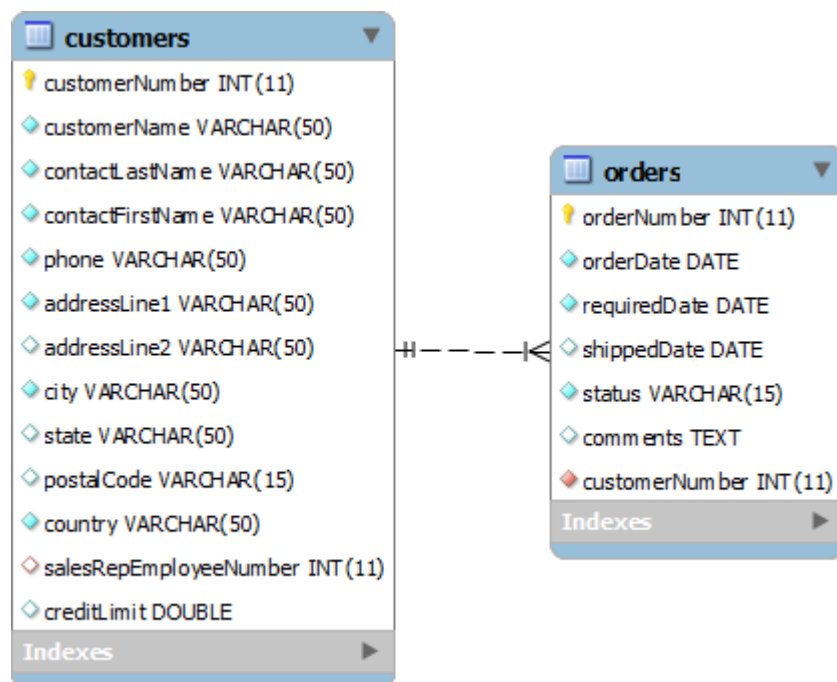 customers
customerNumber INT(11)
customerName VARCHAR(50)
contactLastName VARCHAR(50)
contactFirstName VARCHAR(50)
phone VARCHAR(50)
addressLine1 VARCHAR(50)
addressLine2 VARCHAR(50)
city VARCHAR(50)
state VARCHAR(50)
postalCode VARCHAR(15)
country VARCHAR(50)
salesRepEmployeeNumber INT(11)
creditLimit DOUBLE
Indexes
orders
orderNumber INT(11)
orderDate DATE
requiredDate DATE
shippedDate DATE
status VARCHAR(15)
comments TEXT
customerNumber INT(11)
Indexes